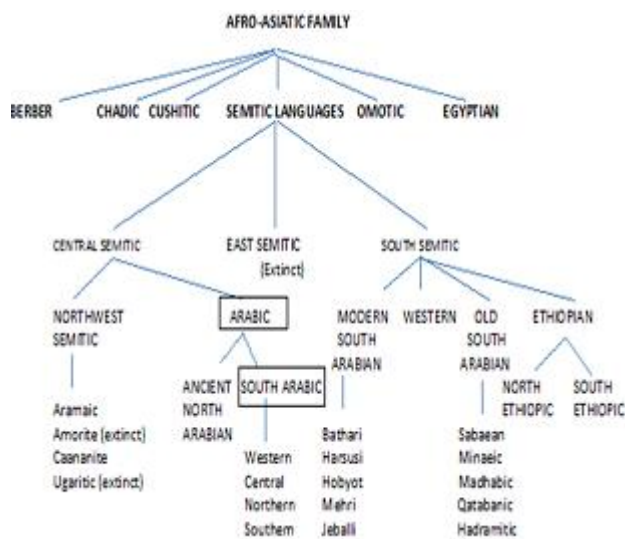 AFRO-ASIATIC FAMILY
BERBER CHADIC CUSHITIC SEMITIC LANGUAGES OMOTIC EGYPTIAN
CENTRAL SEMITIC EAST SEMITIC SOUTH SEMITIC
(Extinct)
NORTHWEST ARABIC MODERN WESTERN OLD ETHIOPIAN
SEMITIC SOUTH SOUTH
ARABIAN ARABIAN
ANCIENT SOUTH ARABIC NORTH SOUTH
NORTH ETHIOPIC ETHIOPIC
ARABIAN
Aramaic Bathari Sabaean
Amorite (extinct) Harsusi Minaeic
Caananite Western Hobyot Madhabic
Ugaritic (extinct) Central Mehri Qatabanic
Northern Jeballi Hadramitic
Southern